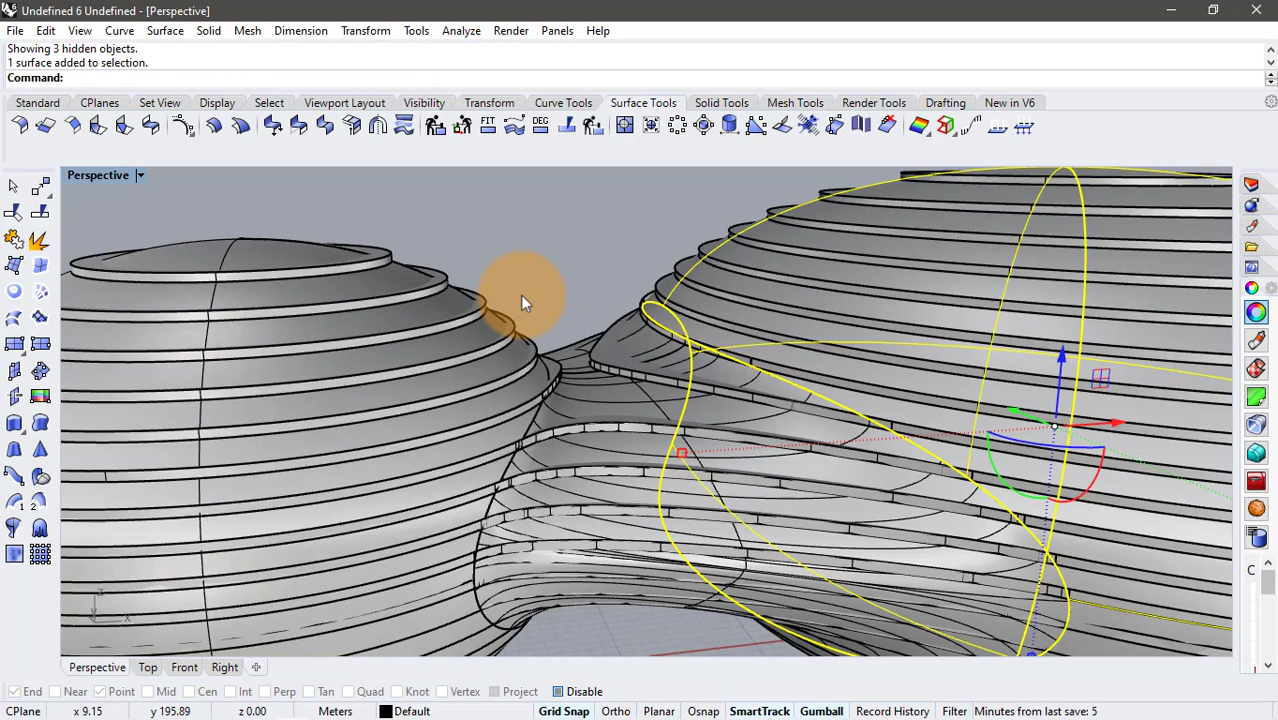 Undefined 6 Undefined - [Perspective]
File Edit View Curve Surface Solid Mesh Dimension Transform Tools Analyze Render Panels Help
Showing 3 hidden objects.
1 surface added to selection.
Command:
Standard CPlanes Set View Display Select Viewport Layout Visibility Transform Curve Tools Surface Tools Solid Tools Mesh Tools Render Tools Drafting New in V6
FIT DEG
Perspective
1 2
z
x
C
Perspective Top Front Right
End Near Point Mid Cen Int Perp Tan Quad Knot Vertex Project Disable
CPlane x 9.15 y 195.89 z 0.00 Meters Default Grid Snap Ortho Planar Osnap SmartTrack Gumball Record History Filter Minutes from last save: 5